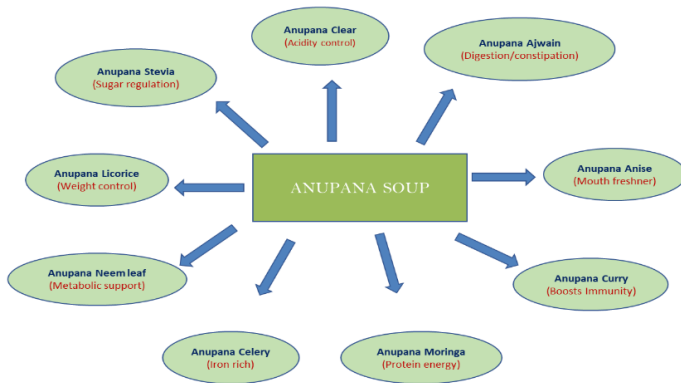 Anupana Clear
(Acidity control)
Anupana Ajwain
(Digestion/constipation)
Anupana Stevia
(Sugar regulation)
Anupana Licorice
(Weight control)
ANUPANA SOUP
Anupana Anise
(Mouth freshner)
Anupana Neem leaf
(Metabolic support)
Anupana Curry
(Boosts Immunity)
Anupana Celery
(Iron rich)
Anupana Moringa
(Protein energy)